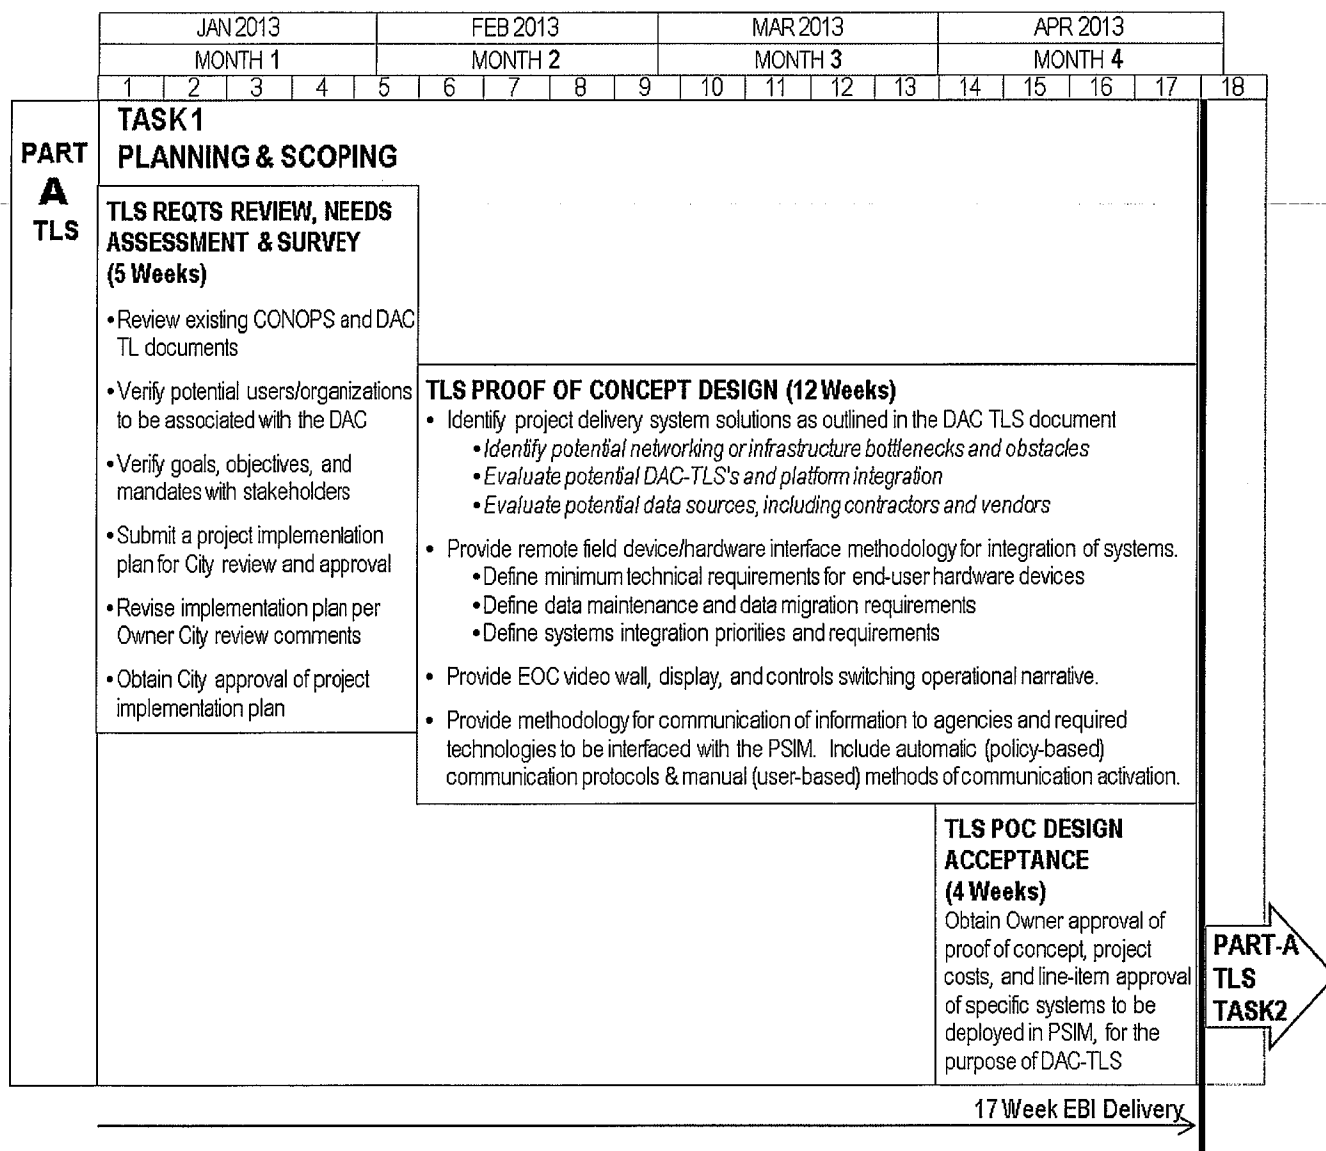 JAN 2013 FEB 2013 MAR 2013 APR 2013
MONTH 1 MONTH 2 MONTH 3 MONTH 4
1 2 3 4 5 6 7 8 9 10 11 12 13 14 15 16 17 18
PART
A
TLS
TASK 1
PLANNING & SCOPING
TLS REQTS REVIEW, NEEDS
ASSESSMENT & SURVEY
(5 Weeks)
• Review existing CONOPS and DAC
TL documents
• Verify potential users/organizations
to be associated with the DAC
• Verify goals, objectives, and
mandates with stakeholders
• Submit a project implementation
plan for City review and approval
• Revise implementation plan per
Owner City review comments
• Obtain City approval of project
implementation plan
TLS PROOF OF CONCEPT DESIGN (12 Weeks)
• Identify project delivery system solutions as outlined in the DAC TLS document
• Identify potential networking or infrastructure bottlenecks and obstacles
• Evaluate potential DAC-TLS's and platform integration
• Evaluate potential data sources, including contractors and vendors
• Provide remote field device/hardware interface methodology for integration of systems.
• Define minimum technical requirements for end-user hardware devices
• Define data maintenance and data migration requirements
• Define systems integration priorities and requirements
• Provide EOC video wall, display, and controls switching operational narrative.
• Provide methodology for communication of information to agencies and required
technologies to be interfaced with the PSIM. Include automatic (policy-based)
communication protocols & manual (user-based) methods of communication activation.
TLS POC DESIGN
ACCEPTANCE
(4 Weeks)
Obtain Owner approval of
proof of concept, project
costs, and line-item approval
of specific systems to be
deployed in PSIM, for the
purpose of DAC-TLS
PART-A
TLS
TASK2
17 Week EBI Delivery